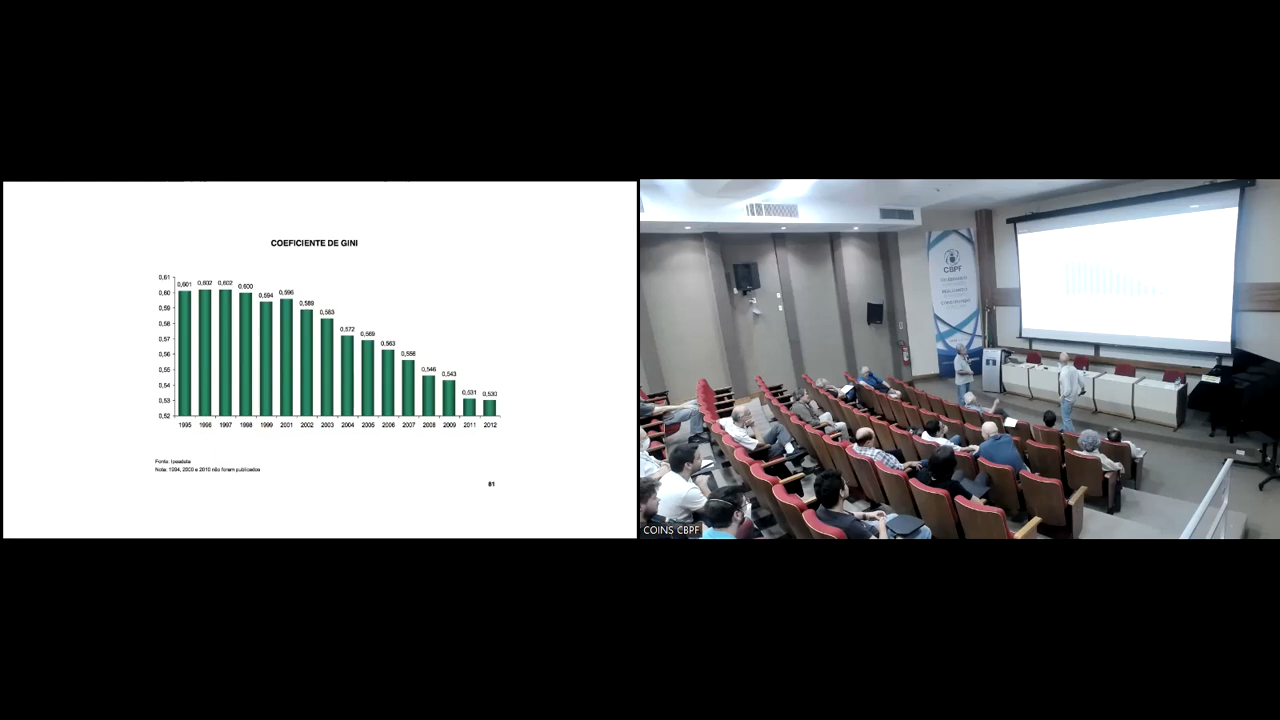 COEFICIENTE DE GINI
0,61
0,60
0,59
0,58
0,57
0,56
0,55
0,54
0,53
0,52
0,601 0,602 0,602 0,600 0,594 0,596 0,589 0,583 0,572 0,569 0,563 0,556 0,546 0,543 0,531 0,530
1995 1996 1997 1998 1999 2001 2002 2003 2004 2005 2006 2007 2008 2009 2011 2012
Fonte: Ipeadata
Nota: 1994, 2000 e 2010 não foram publicados
81
CBPF
COINS CBPF